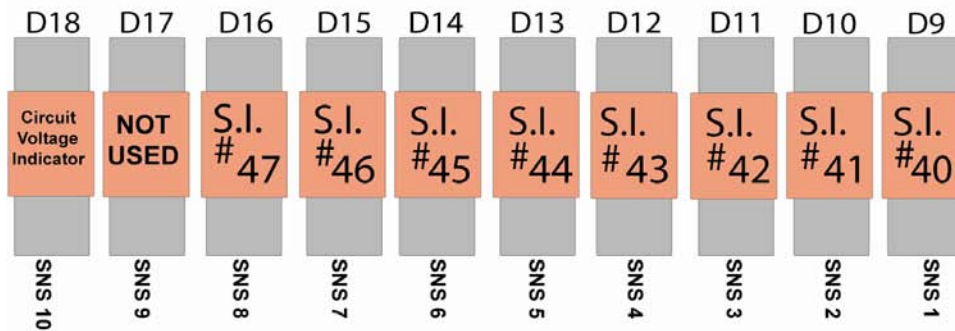 D18 D17 D16 D15 D14 D13 D12 D11 D10 D9
Circuit
Voltage
Indicator
NOT
USED
S.I.
#47
S.I.
#46
S.I.
#45
S.I.
#44
S.I.
#43
S.I.
#42
S.I.
#41
S.I.
#40
SNS 10 SNS 9 SNS 8 SNS 7 SNS 6 SNS 5 SNS 4 SNS 3 SNS 2 SNS 1